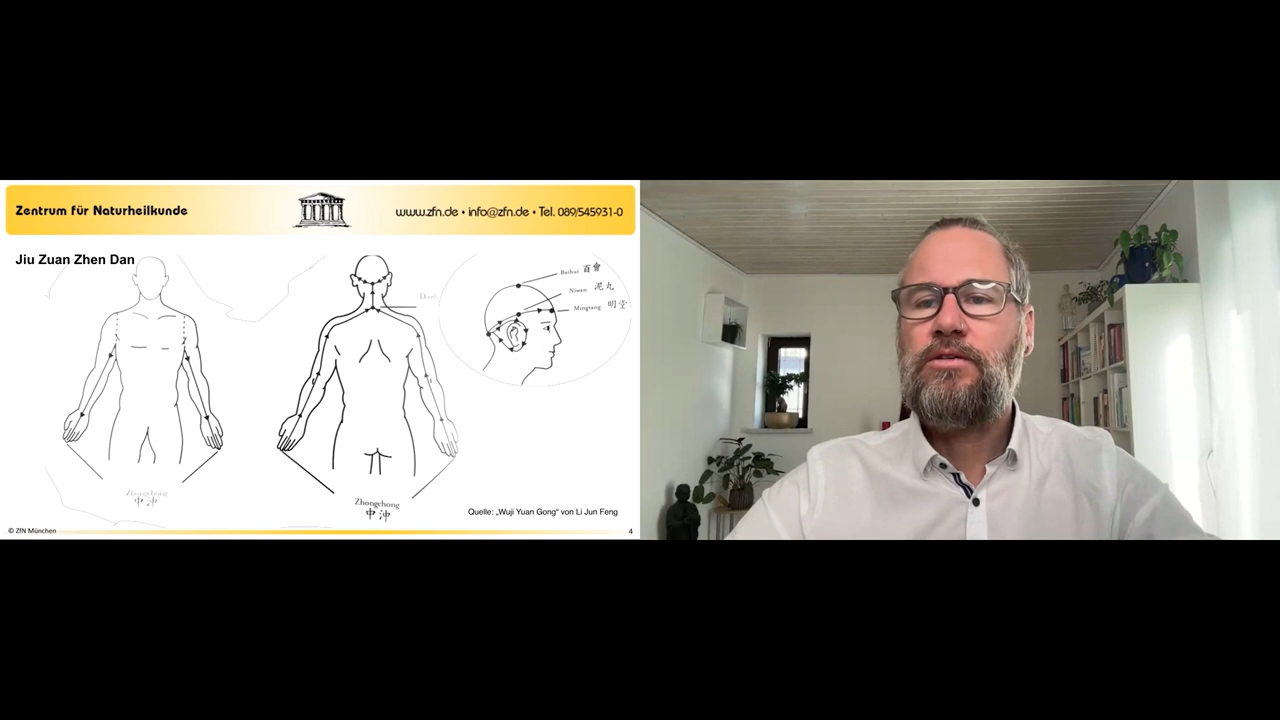 Zentrum für Naturheilkunde
www.zfn.de • info@zfn.de • Tel. 089/545931-0
Jiu Zuan Zhen Dan
Baihui 百會
Niwan 泥丸
Mingtang 明堂
Zhongchong
中沖
Zhongchong
中沖
Quelle: „Wuji Yuan Gong“ von Li Jun Feng
© ZfN München
4